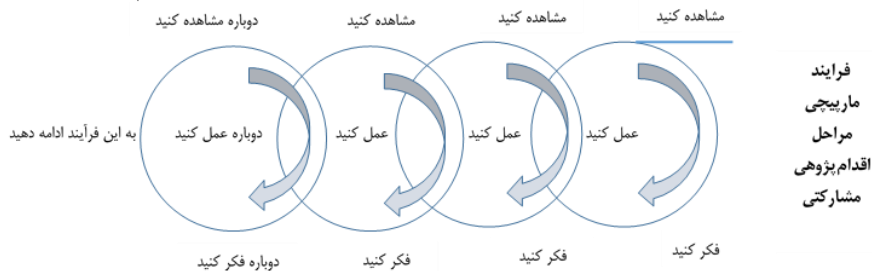 مشاهده کنید
مشاهده کنید
مشاهده کنید
دوباره مشاهده کنید
فرایند
مارپیچی
مراحل
اقدام‌پژوهی
مشارکتی
عمل کنید
عمل کنید
عمل کنید
دوباره عمل کنید
به این فرآیند ادامه دهید
فکر کنید
فکر کنید
فکر کنید
دوباره فکر کنید